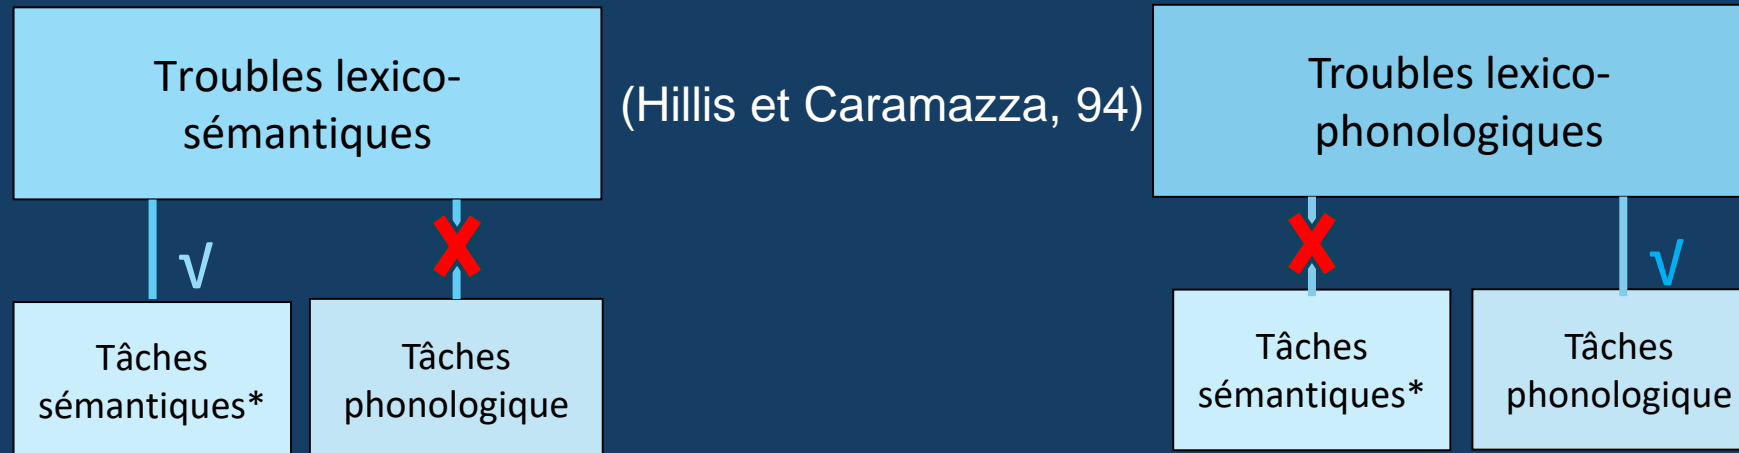 Troubles lexico-
sémantiques
(Hillis et Caramazza, 94)
Troubles lexico-
phonologiques
√
√
Tâches
sémantiques*
Tâches
phonologique
Tâches
sémantiques*
Tâches
phonologique